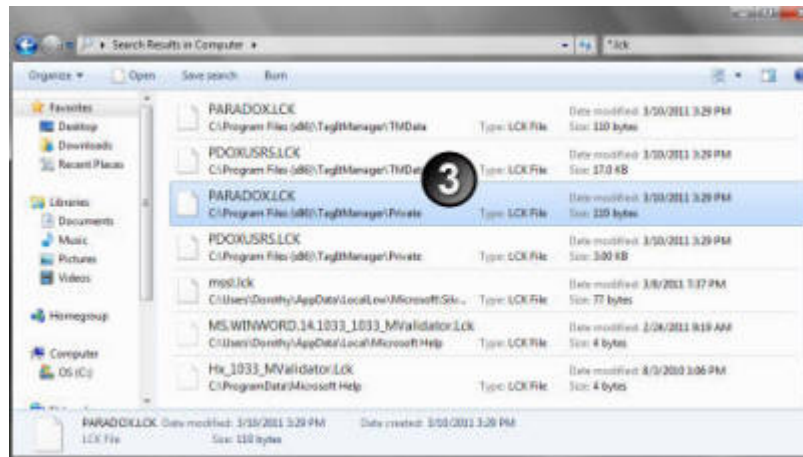 Search Results in Computer
*.lck
Organize Open Save search Burn
Favorites
Desktop
Downloads
Recent Places
Libraries
Documents
Music
Pictures
Videos
Homegroup
Computer
OS (C:)
PARADOX.LCK Date modified: 3/10/2011 3:29 PM
C:\Program Files (x86)\TagItManager\TMData Type: LCK File Size: 110 bytes
PDOXUSRS.LCK Date modified: 3/10/2011 3:29 PM
C:\Program Files (x86)\TagItManager\TMData Type: LCK File Size: 17.0 KB
3
PARADOX.LCK Date modified: 3/10/2011 3:29 PM
C:\Program Files (x86)\TagItManager\Private Type: LCK File Size: 110 bytes
PDOXUSRS.LCK Date modified: 3/10/2011 3:29 PM
C:\Program Files (x86)\TagItManager\Private Type: LCK File Size: 3.00 KB
mssl.lck Date modified: 3/8/2011 7:37 PM
C:\Users\Dorothy\AppData\LocalLow\Microsoft\Silv... Type: LCK File Size: 77 bytes
MS.WINWORD.14.1033_1033_MValidator.Lck Date modified: 2/24/2011 9:19 AM
C:\Users\Dorothy\AppData\Local\Microsoft Help Type: LCK File Size: 4 bytes
Hx_1033_MValidator.Lck Date modified: 8/3/2010 3:06 PM
C:\ProgramData\Microsoft Help Type: LCK File Size: 4 bytes
PARADOX.LCK Date modified: 3/10/2011 3:29 PM Date created: 3/10/2011 3:28 PM
LCK File Size: 110 bytes